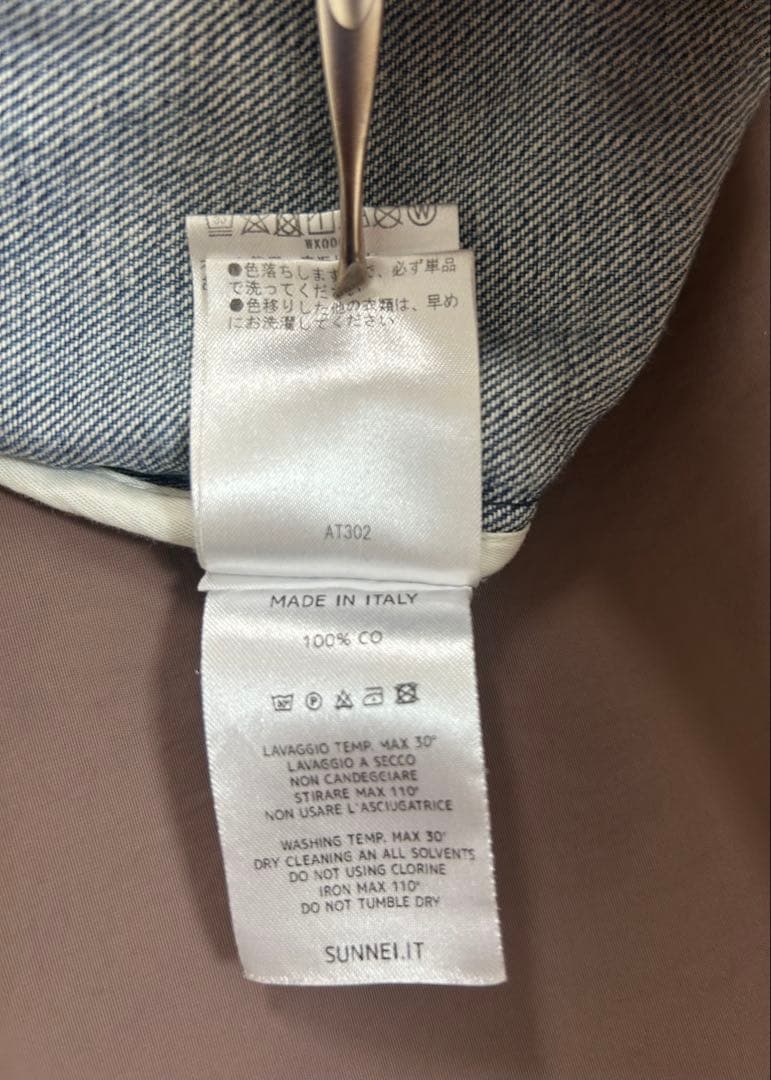 ●色落ちします で、必ず単品
で洗ってください
●色移りした他の衣類は、早め
にお洗濯してください
AT302
MADE IN ITALY
100% CO
LAVAGGIO TEMP. MAX 30°
LAVAGGIO A SECCO
NON CANDEGGIARE
STIRARE MAX 110°
NON USARE L'ASCIUGATRICE
WASHING TEMP. MAX 30°
DRY CLEANING AN ALL SOLVENTS
DO NOT USING CLORINE
IRON MAX 110°
DO NOT TUMBLE DRY
SUNNEI.IT